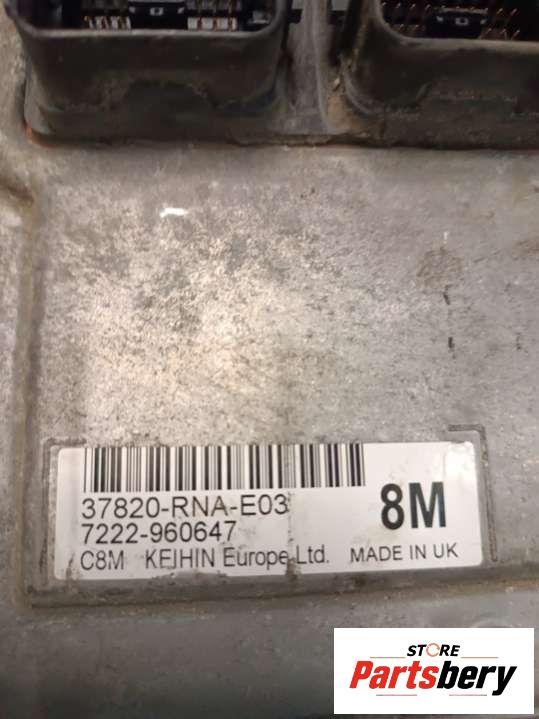 37820-RNA-E03
7222-960647
8M
C8M KEIHIN Europe Ltd. MADE IN UK
STORE
Partsbery